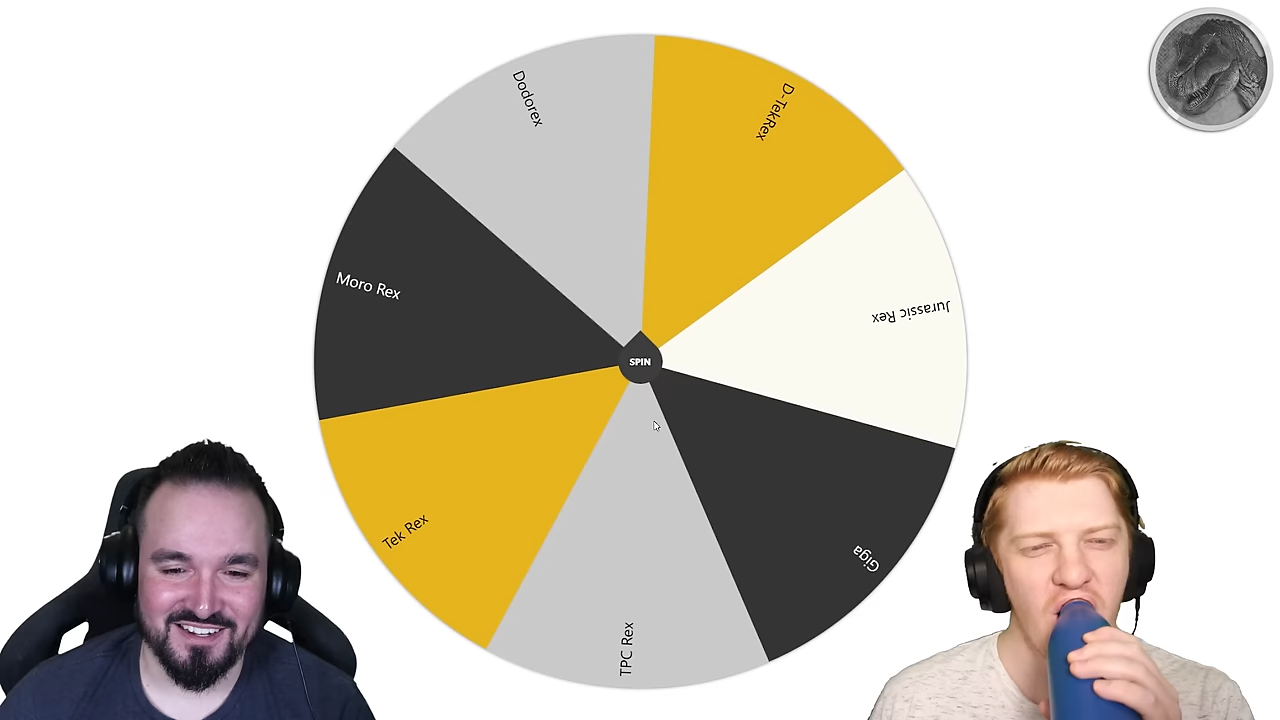 Dodorex
D-TekRex
Moro Rex
Jurassic Rex
SPIN
Tek Rex
Giga
TPC Rex